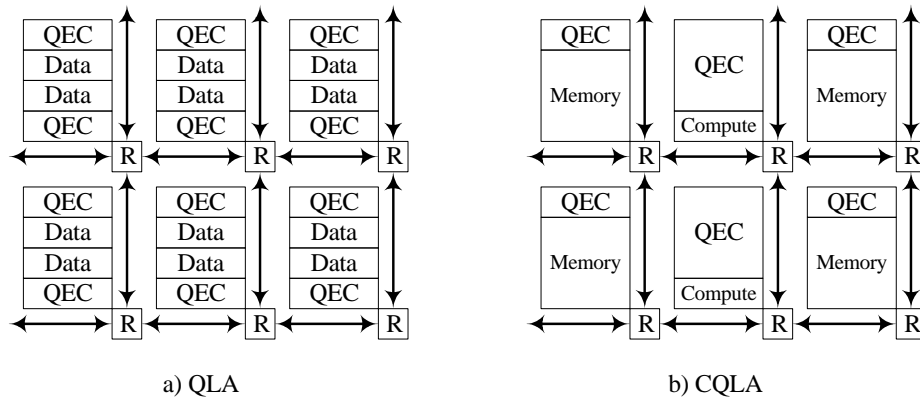 QEC QEC QEC
Data Data Data
Data Data Data
QEC QEC QEC
R R R
QEC QEC QEC
Data Data Data
Data Data Data
QEC QEC QEC
R R R
a) QLA
QEC QEC
QEC
Memory Memory
Compute
R R R
QEC QEC
QEC
Memory Memory
Compute
R R R
b) CQLA